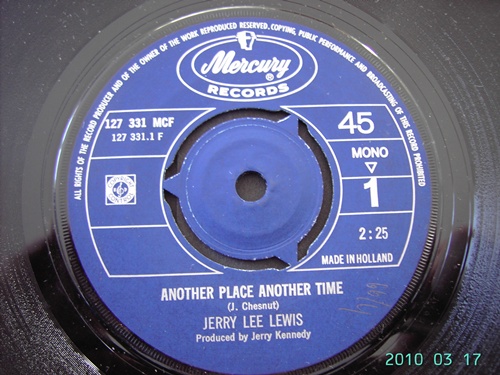 ALL RIGHTS OF THE RECORD PRODUCER AND OF THE OWNER OF THE WORK REPRODUCED RESERVED. COPYING, PUBLIC PERFORMANCE AND BROADCASTING OF THIS RECORD PROHIBITED
Mercury
RECORDS
127 331 MCF
127 331.1 F
45
MONO
1
2:25
MADE IN HOLLAND
ANOTHER PLACE ANOTHER TIME
(J. Chesnut)
JERRY LEE LEWIS
Produced by Jerry Kennedy
2010 03 17